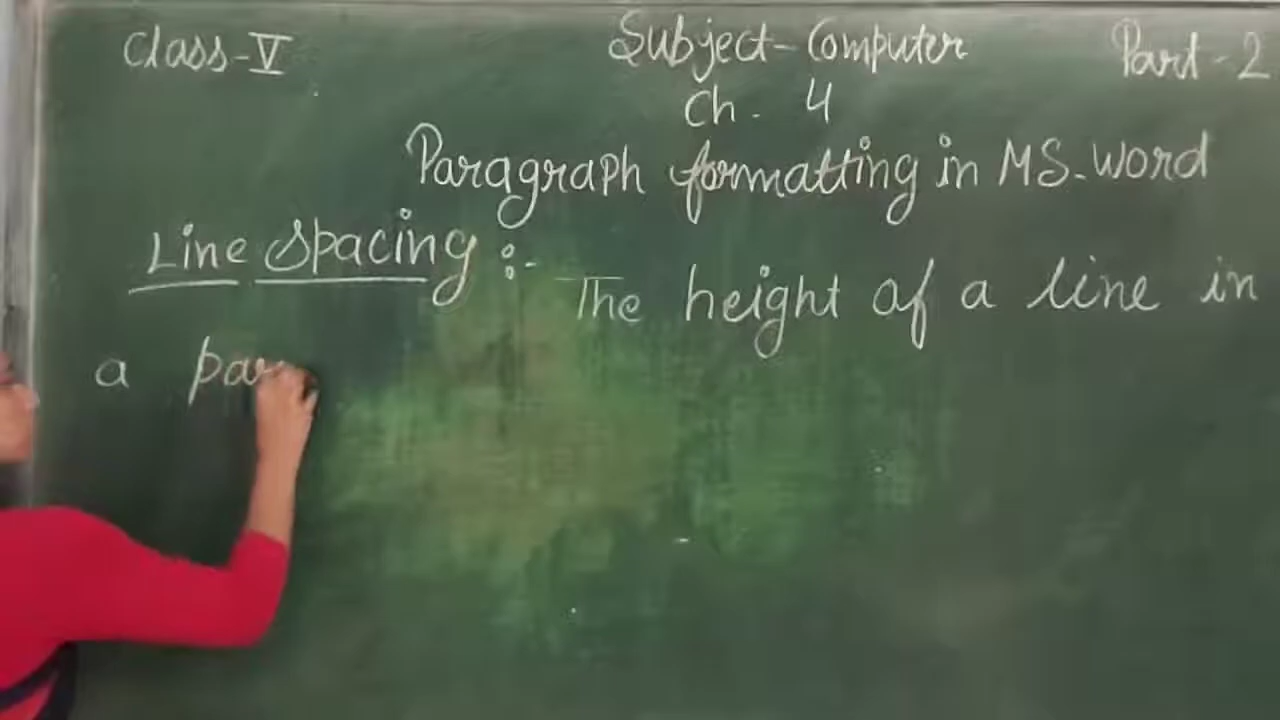 Class-V Subject-Computer Part-2
Ch. 4
Paragraph formatting in MS-Word
Line Spacing :- The height of a line in
a par